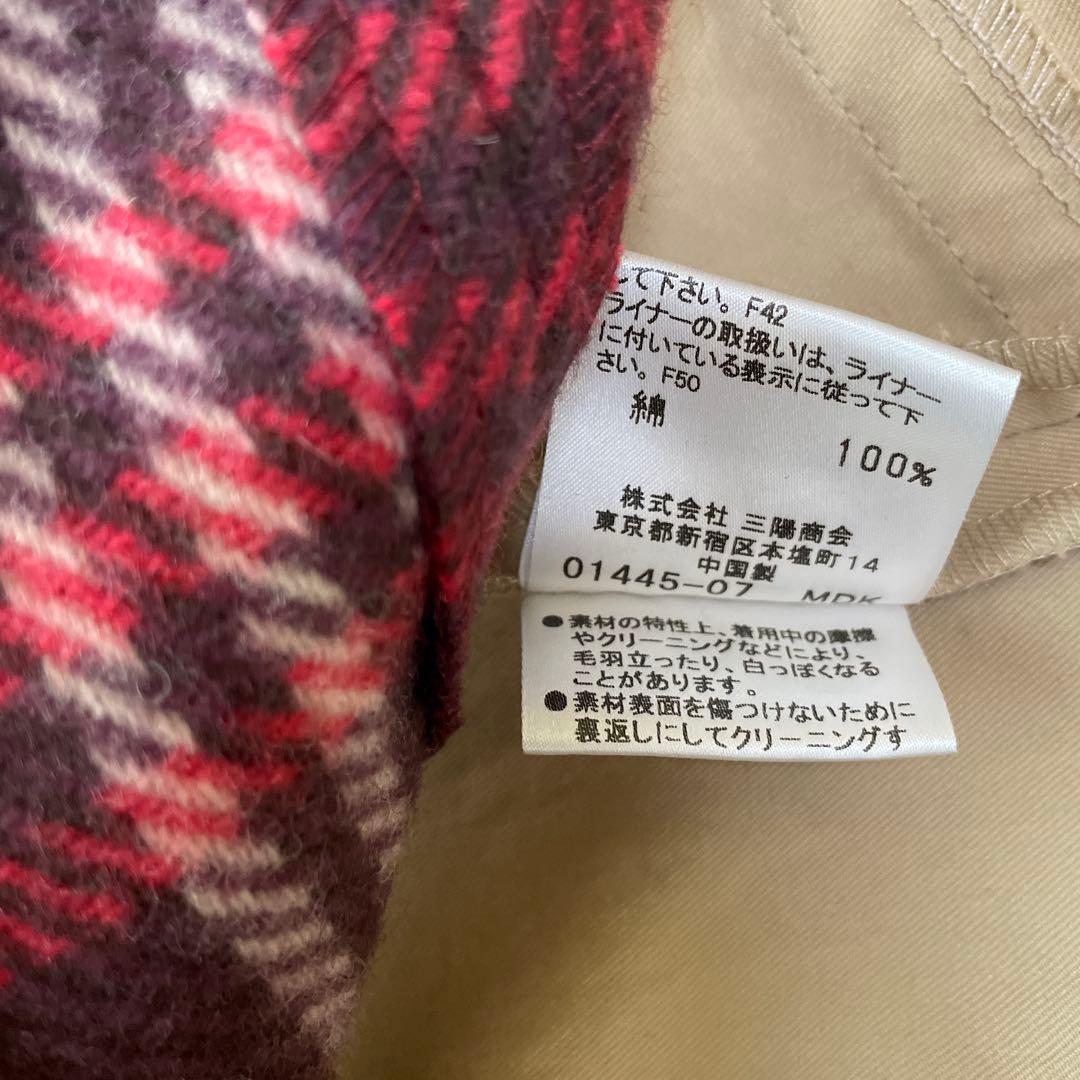 して下さい。F42
ライナーの取扱いは、ライナー
に付いている表示に従って下
さい。F50
綿
100%
株式会社 三陽商会
東京都新宿区本塩町14
中国製
01445-07 MDK
●素材の特性上、着用中の摩擦
やクリーニングなどにより、
毛羽立ったり、白っぽくなる
ことがあります。
●素材表面を傷つけないために
裏返しにしてクリーニングす